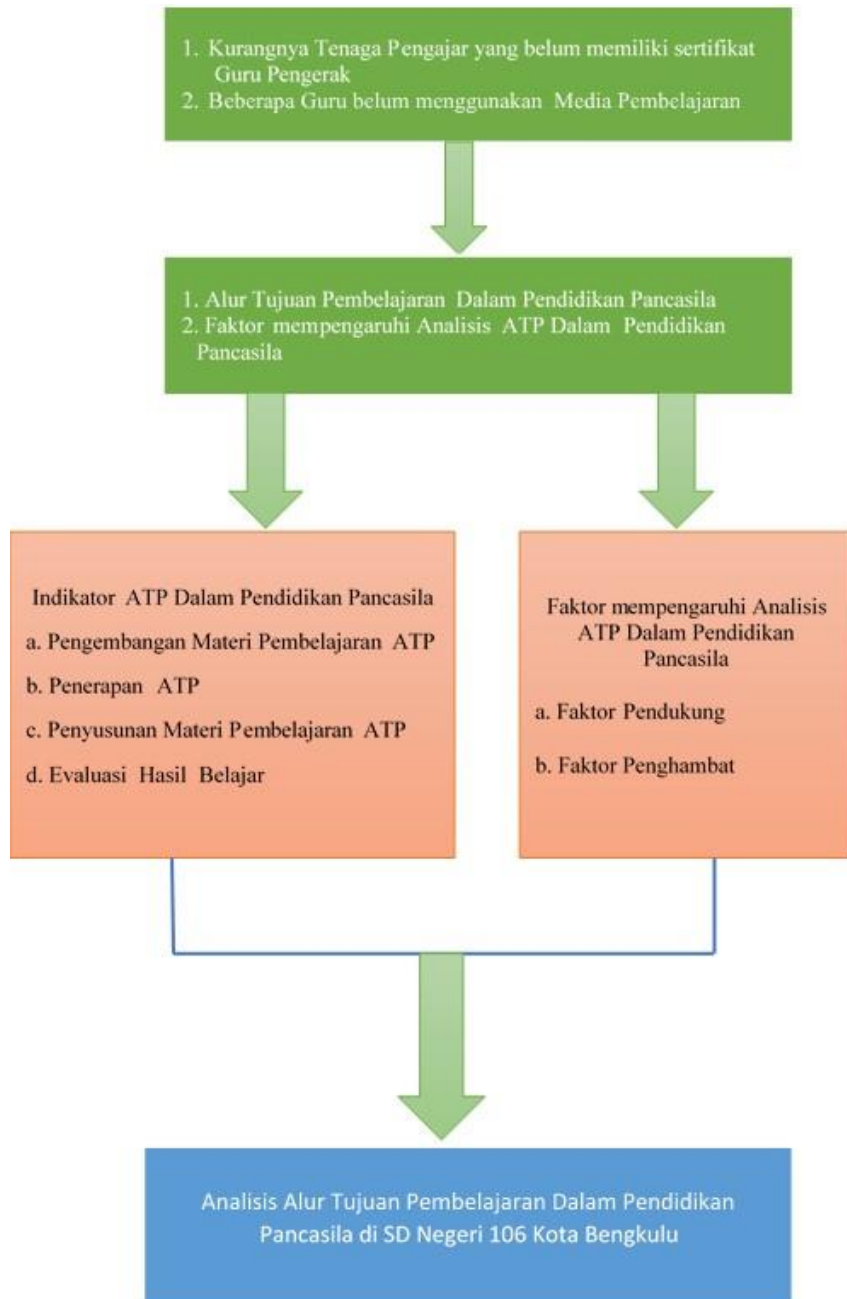 1. Kurangnya Tenaga Pengajar yang belum memiliki sertifikat
Guru Pengerak
2. Beberapa Guru belum menggunakan Media Pembelajaran
1. Alur Tujuan Pembelajaran Dalam Pendidikan Pancasila
2. Faktor mempengaruhi Analisis ATP Dalam Pendidikan
Pancasila
Indikator ATP Dalam Pendidikan Pancasila
a. Pengembangan Materi Pembelajaran ATP
b. Penerapan ATP
c. Penyusunan Materi Pembelajaran ATP
d. Evaluasi Hasil Belajar
Faktor mempengaruhi Analisis
ATP Dalam Pendidikan
Pancasila
a. Faktor Pendukung
b. Faktor Penghambat
Analisis Alur Tujuan Pembelajaran Dalam Pendidikan
Pancasila di SD Negeri 106 Kota Bengkulu